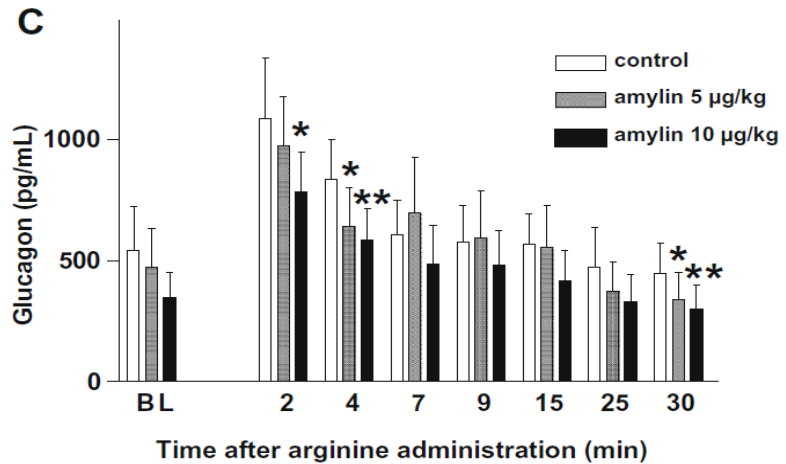 C
control
amylin 5 µg/kg
amylin 10 µg/kg
Glucagon (pg/mL)
1000
500
0
*
*
**
*
**
BL 2 4 7 9 15 25 30
Time after arginine administration (min)